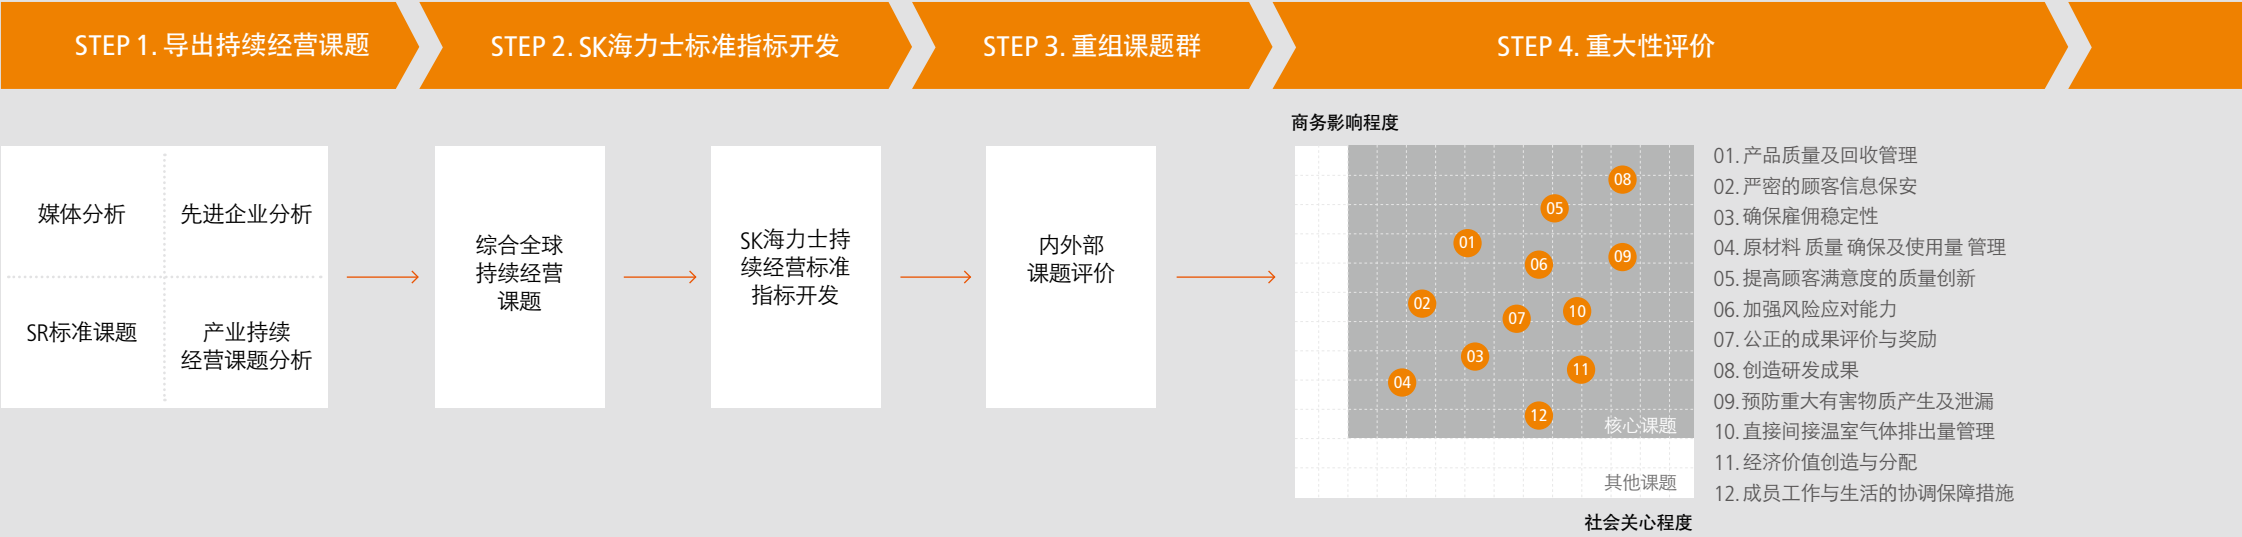 STEP 1. 导出持续经营课题
STEP 2. SK海力士标准指标开发
STEP 3. 重组课题群
STEP 4. 重大性评价
媒体分析
先进企业分析
SR标准课题
产业持续
经营课题分析
综合全球
持续经营
课题
SK海力士持
续经营标准
指标开发
内外部
课题评价
商务影响程度
08
05
01
06
09
02
07
10
03
11
04
12
核心课题
其他课题
社会关心程度
01. 产品质量及回收管理
02. 严密的顾客信息保安
03. 确保雇佣稳定性
04. 原材料 质量 确保及使用量 管理
05. 提高顾客满意度的质量创新
06. 加强风险应对能力
07. 公正的成果评价与奖励
08. 创造研发成果
09. 预防重大有害物质产生及泄漏
10. 直接间接温室气体排出量管理
11. 经济价值创造与分配
12. 成员工作与生活的协调保障措施